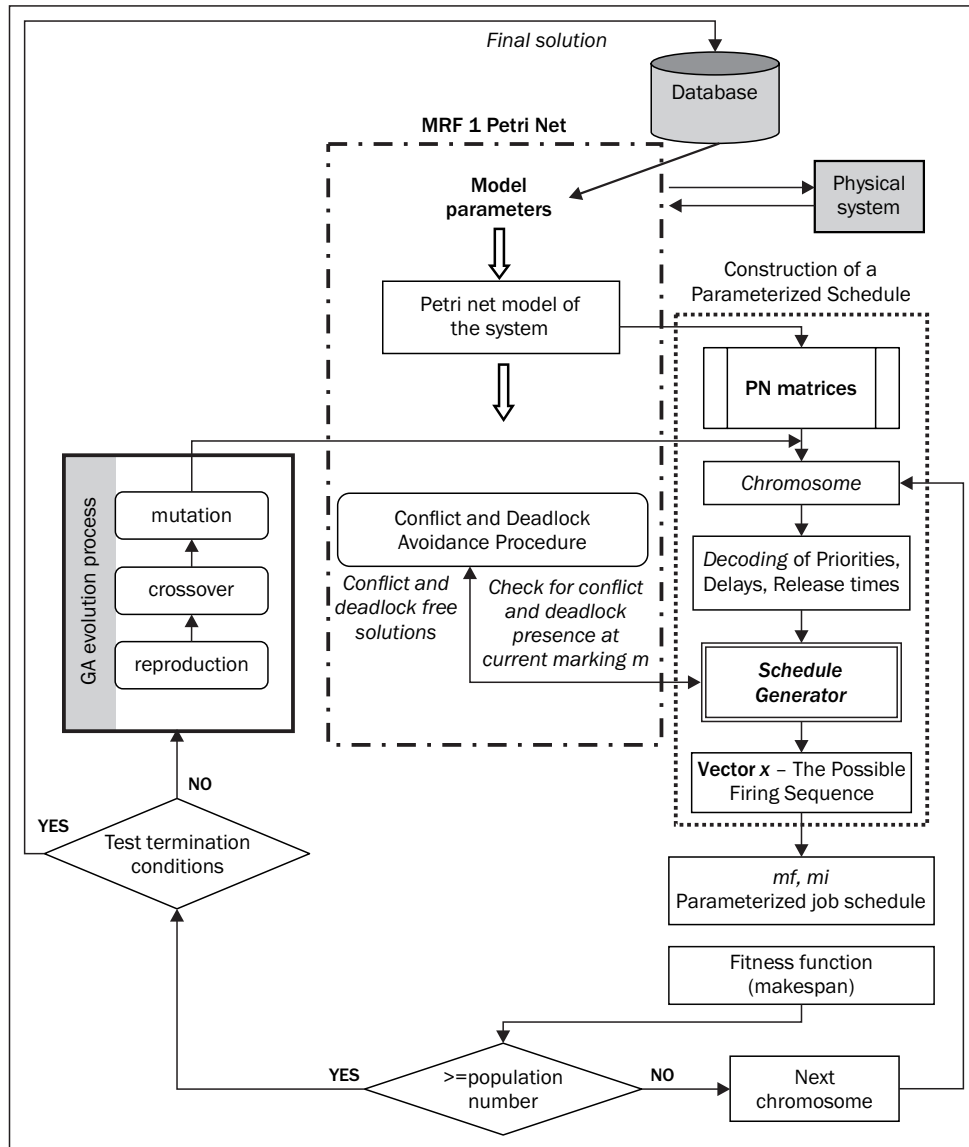 Final solution
Database
MRF 1 Petri Net
Model
parameters
Physical
system
Construction of a
Parameterized Schedule
Petri net model of
the system
PN matrices
Chromosome
GA evolution process
mutation
crossover
reproduction
Conflict and Deadlock
Avoidance Procedure
Conflict and
deadlock free
solutions
Check for conflict
and deadlock
presence at
current marking m
Decoding of Priorities,
Delays, Release times
Schedule
Generator
Vector x – The Possible
Firing Sequence
NO
YES
Test termination
conditions
mf, mi
Parameterized job schedule
Fitness function
(makespan)
YES
>=population
number
NO
Next
chromosome